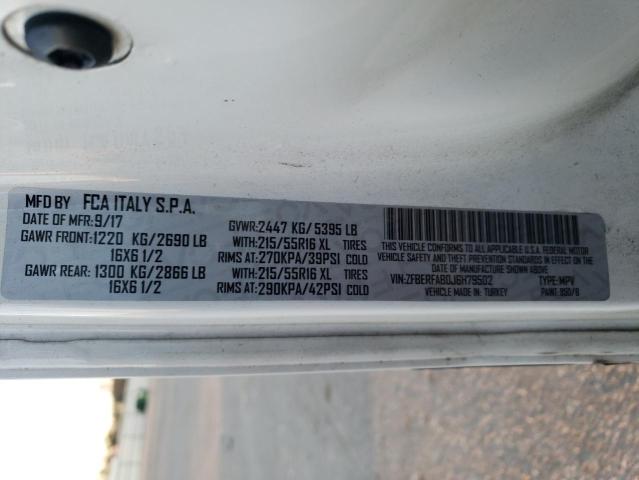 MFD BY FCA ITALY S.P.A.
DATE OF MFR:9/17 GVWR:2447 KG/5395 LB
GAWR FRONT:1220 KG/2690 LB WITH:215/55R16 XL TIRES
16X6 1/2 RIMS AT:270KPA/39PSI COLD
GAWR REAR: 1300 KG/2866 LB WITH:215/55R16 XL TIRES
16X6 1/2 RIMS AT:290KPA/42PSI COLD
THIS VEHICLE CONFORMS TO ALL APPLICABLE U.S.A. FEDERAL MOTOR
VEHICLE SAFETY, BUMPER, AND THEFT PREVENTION STANDARDS IN EFFECT ON THE DATE
OF MANUFACTURE SHOWN ABOVE.
VIN:ZFBERFAB0J6H79502 TYPE:MPV
VEHICLE MADE IN: TURKEY PAINT: